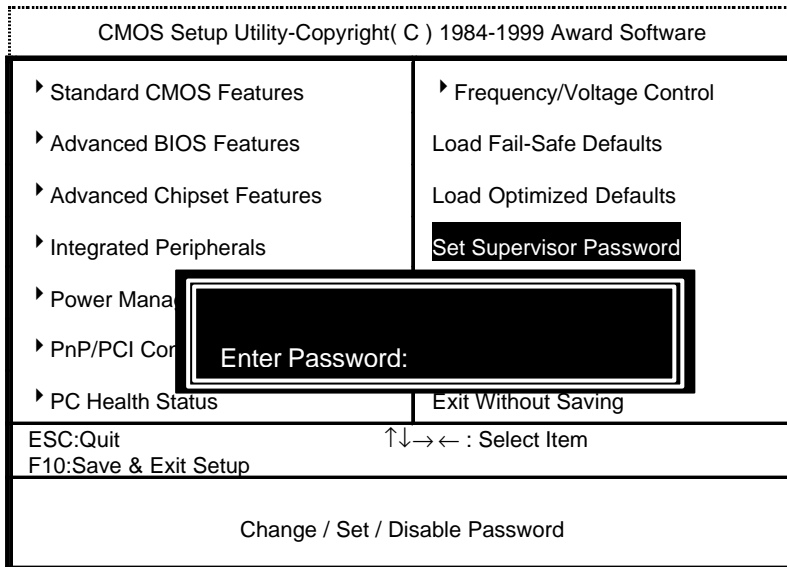 CMOS Setup Utility-Copyright( C ) 1984-1999 Award Software
Standard CMOS Features
Advanced BIOS Features
Advanced Chipset Features
Integrated Peripherals
Power Mana
PnP/PCI Con
PC Health Status
Frequency/Voltage Control
Load Fail-Safe Defaults
Load Optimized Defaults
Set Supervisor Password
Exit Without Saving
Enter Password:
ESC:Quit ↑↓→← : Select Item
F10:Save & Exit Setup
Change / Set / Disable Password